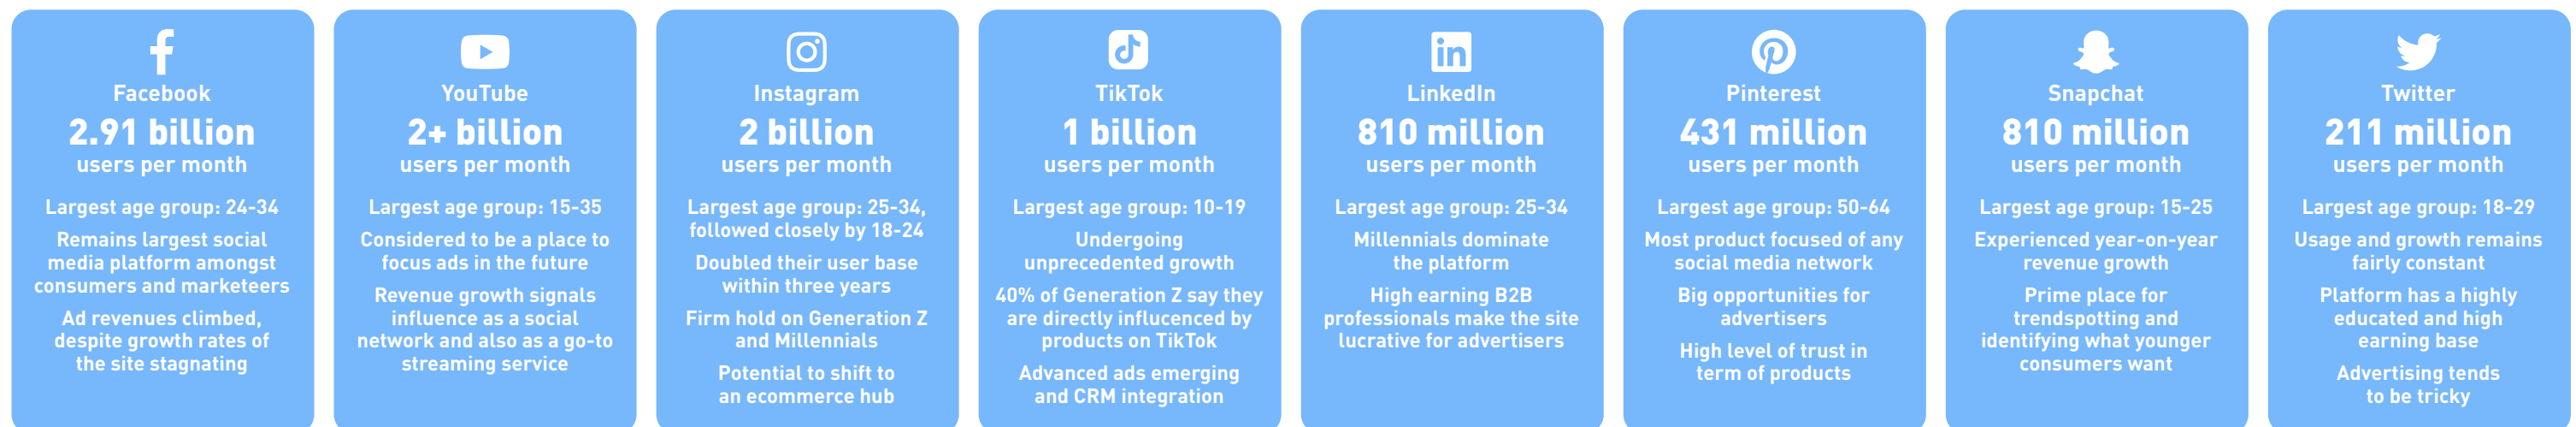 Facebook
2.91 billion
users per month
Largest age group: 24-34
Remains largest social
media platform amongst
consumers and marketeers
Ad revenues climbed,
despite growth rates of
the site stagnating
YouTube
2+ billion
users per month
Largest age group: 15-35
Considered to be a place to
focus ads in the future
Revenue growth signals
influence as a social
network and also as a go-to
streaming service
Instagram
2 billion
users per month
Largest age group: 25-34,
followed closely by 18-24
Doubled their user base
within three years
Firm hold on Generation Z
and Millennials
Potential to shift to
an ecommerce hub
TikTok
1 billion
users per month
Largest age group: 10-19
Undergoing
unprecedented growth
40% of Generation Z say they
are directly influcenced by
products on TikTok
Advanced ads emerging
and CRM integration
in
LinkedIn
810 million
users per month
Largest age group: 25-34
Millennials dominate
the platform
High earning B2B
professionals make the site
lucrative for advertisers
Pinterest
431 million
users per month
Largest age group: 50-64
Most product focused of any
social media network
Big opportunities for
advertisers
High level of trust in
term of products
Snapchat
810 million
users per month
Largest age group: 15-25
Experienced year-on-year
revenue growth
Prime place for
trendspotting and
identifying what younger
consumers want
Twitter
211 million
users per month
Largest age group: 18-29
Usage and growth remains
fairly constant
Platform has a highly
educated and high
earning base
Advertising tends
to be tricky